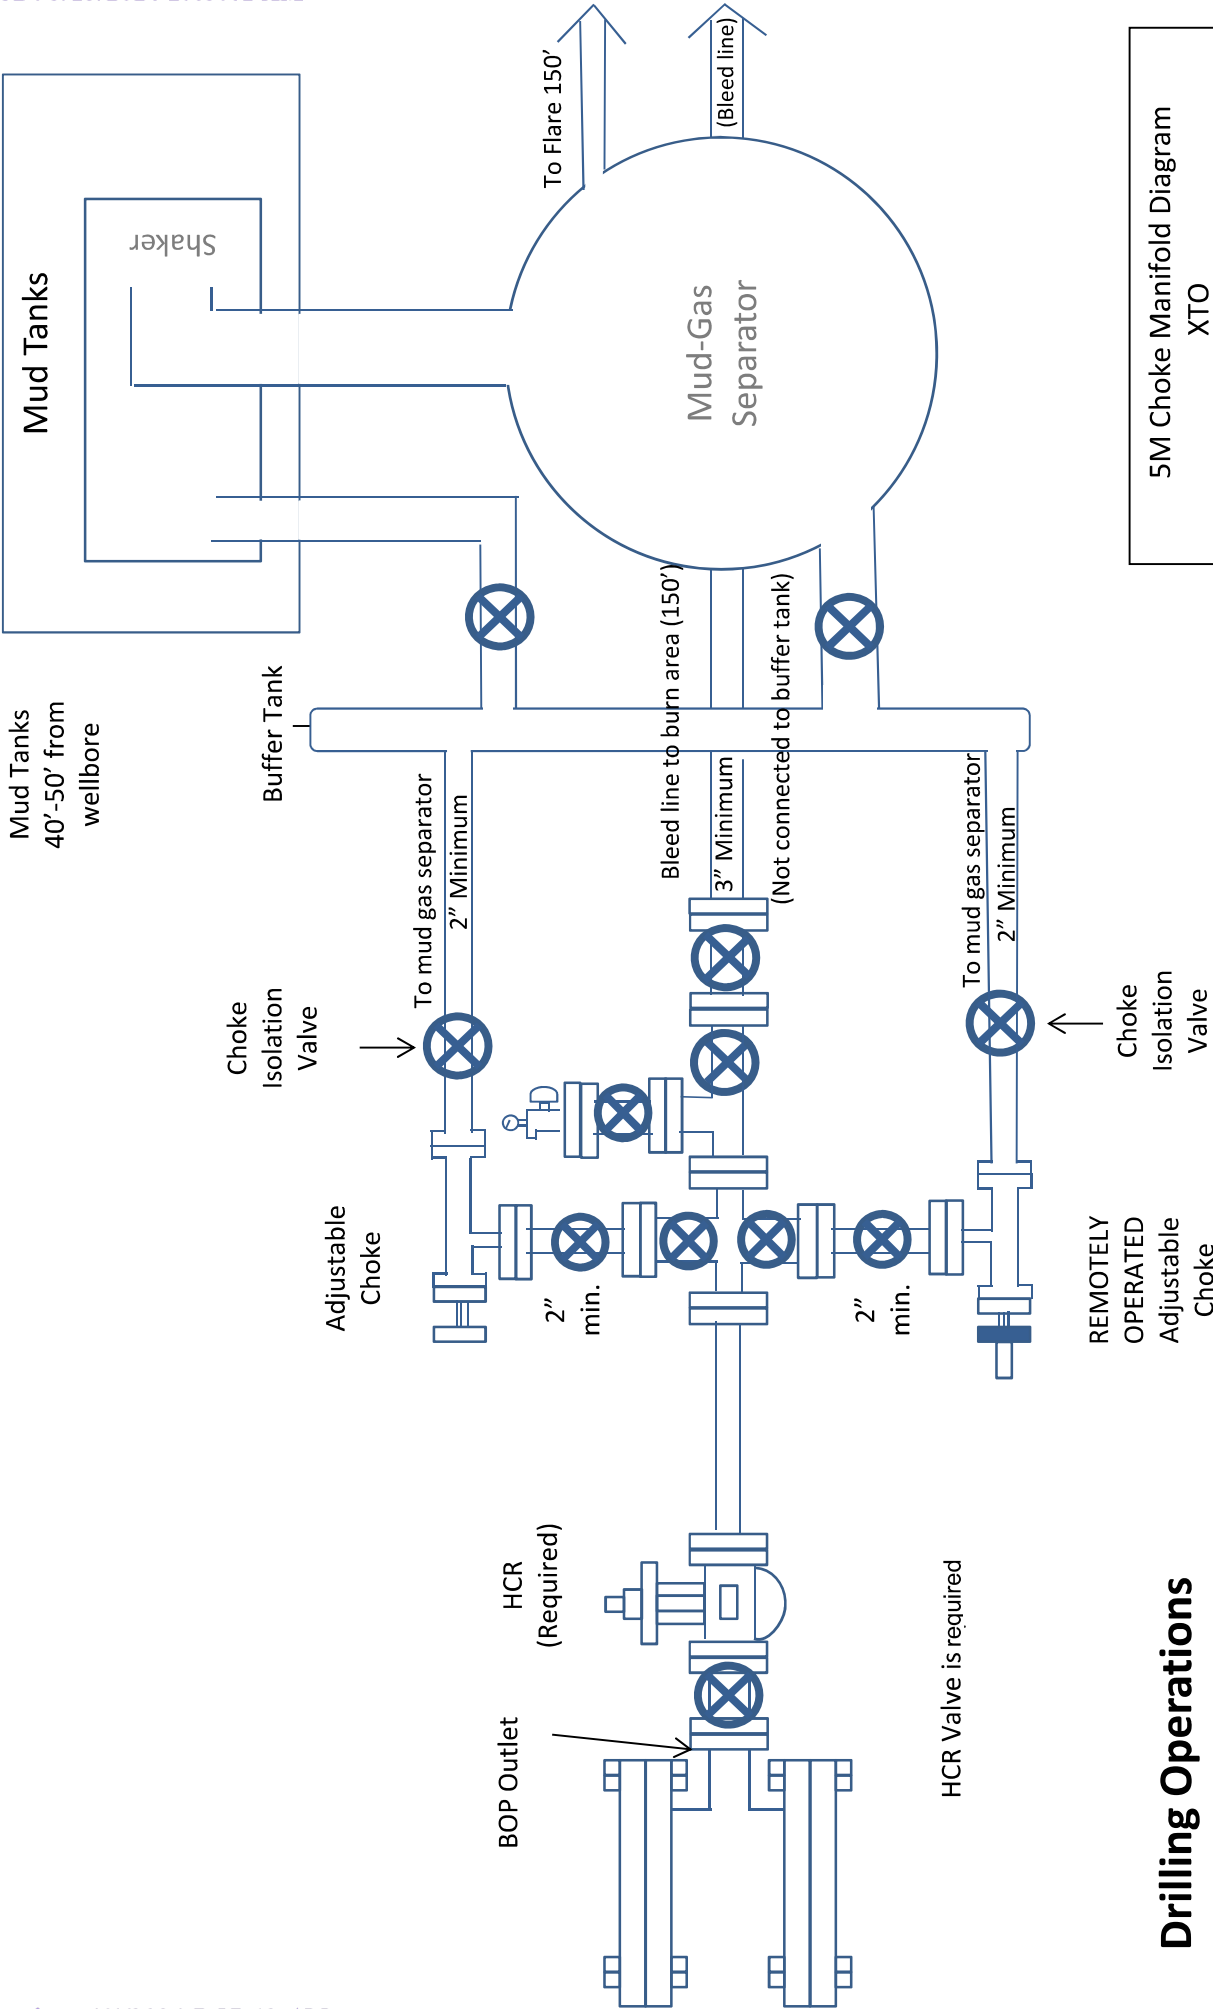 Mud Tanks
Shaker
To Flare 150’
(Bleed line)
Mud-Gas
Separator
5M Choke Manifold Diagram
XTO
Mud Tanks
40’-50’ from
wellbore
Buffer Tank
To mud gas separator
2” Minimum
Bleed line to burn area (150’)
3” Minimum
(Not connected to buffer tank)
To mud gas separator
2” Minimum
Choke
Isolation
Valve
Choke
Isolation
Valve
Adjustable
Choke
2”
min.
2”
min.
REMOTELY
OPERATED
Adjustable
Choke
HCR
(Required)
BOP Outlet
HCR Valve is required
Drilling Operations